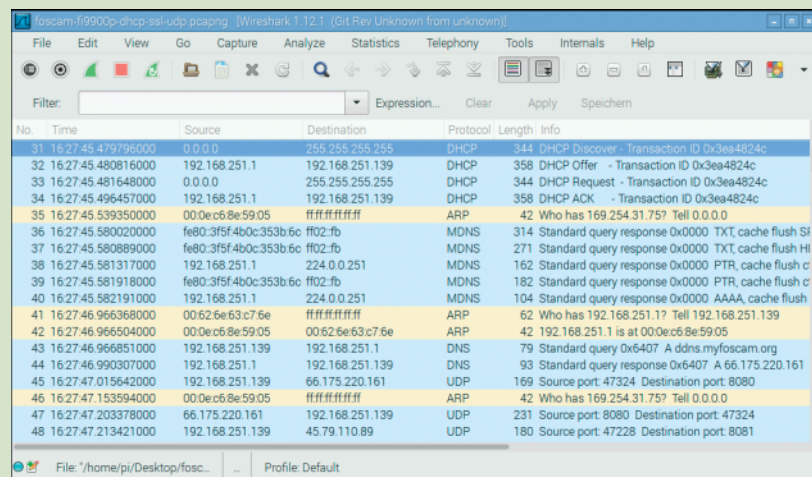 foscam-fi9900p-dhcp-ssl-udp.pcapng [Wireshark 1.12.1 (Git Rev Unknown from unknown)]
File Edit View Go Capture Analyze Statistics Telephony Tools Internals Help
Filter: Expression... Clear Apply Speichern
No. Time Source Destination Protocol Length Info
31 16:27:45.479796000 0.0.0.0 255.255.255.255 DHCP 344 DHCP Discover - Transaction ID 0x3ea4824c
32 16:27:45.480816000 192.168.251.1 192.168.251.139 DHCP 358 DHCP Offer - Transaction ID 0x3ea4824c
33 16:27:45.481648000 0.0.0.0 255.255.255.255 DHCP 344 DHCP Request - Transaction ID 0x3ea4824c
34 16:27:45.496457000 192.168.251.1 192.168.251.139 DHCP 358 DHCP ACK - Transaction ID 0x3ea4824c
35 16:27:45.539350000 00:0e:c6:8e:59:05 ff:ff:ff:ff:ff:ff ARP 42 Who has 169.254.31.75? Tell 0.0.0.0
36 16:27:45.580020000 fe80::3f5f:4b0c:353b:6c ff02::fb MDNS 314 Standard query response 0x0000 TXT, cache flush
37 16:27:45.580889000 fe80::3f5f:4b0c:353b:6c ff02::fb MDNS 271 Standard query response 0x0000 TXT, cache flush
38 16:27:45.581317000 192.168.251.1 224.0.0.251 MDNS 162 Standard query response 0x0000 PTR, cache flush
39 16:27:45.581918000 fe80::3f5f:4b0c:353b:6c ff02::fb MDNS 182 Standard query response 0x0000 PTR, cache flush
40 16:27:45.582191000 192.168.251.1 224.0.0.251 MDNS 104 Standard query response 0x0000 AAAA, cache flush
41 16:27:46.966368000 00:62:6e:63:c7:6e ff:ff:ff:ff:ff:ff ARP 62 Who has 192.168.251.1? Tell 192.168.251.139
42 16:27:46.966504000 00:0e:c6:8e:59:05 00:62:6e:63:c7:6e ARP 42 192.168.251.1 is at 00:0e:c6:8e:59:05
43 16:27:46.966851000 192.168.251.139 192.168.251.1 DNS 79 Standard query 0x6407 A ddns.myfoscam.org
44 16:27:46.990307000 192.168.251.1 192.168.251.139 DNS 93 Standard query response 0x6407 A 66.175.220.161
45 16:27:47.015642000 192.168.251.139 66.175.220.161 UDP 169 Source port: 47324 Destination port: 8080
46 16:27:47.153594000 00:0e:c6:8e:59:05 ff:ff:ff:ff:ff:ff ARP 42 Who has 169.254.31.75? Tell 0.0.0.0
47 16:27:47.203378000 66.175.220.161 192.168.251.139 UDP 231 Source port: 8080 Destination port: 47324
48 16:27:47.213421000 192.168.251.139 45.79.110.89 UDP 180 Source port: 47228 Destination port: 8081
File: "/home/pi/Desktop/fosc... ... Profile: Default